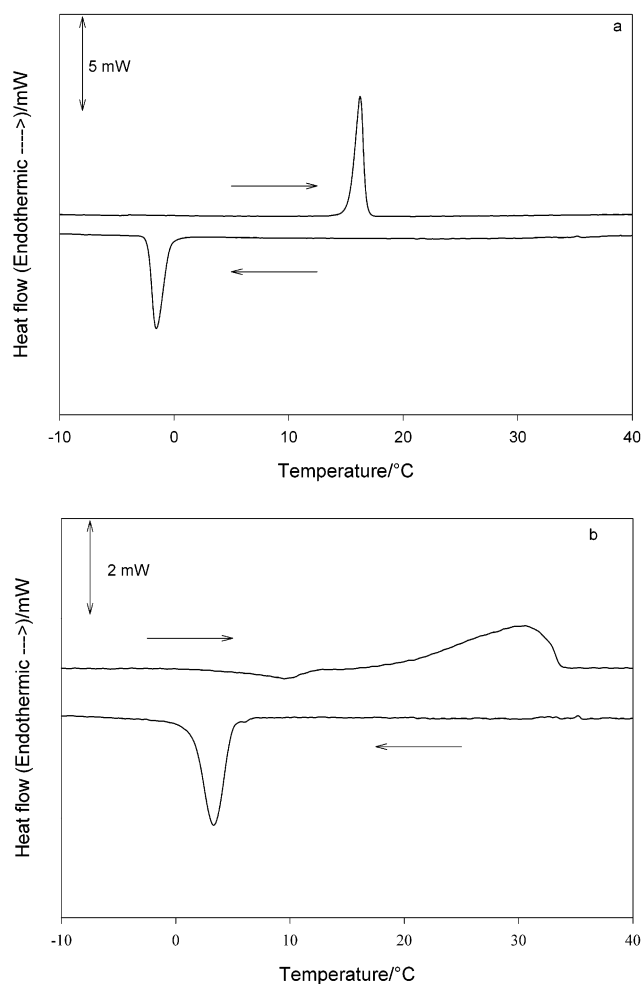 a
5 mW
Heat flow (Endothermic ---->)/mW
-10 0 10 20 30 40
Temperature/°C
b
2 mW
Heat flow (Endothermic --->)/mW
-10 0 10 20 30 40
Temperature/°C